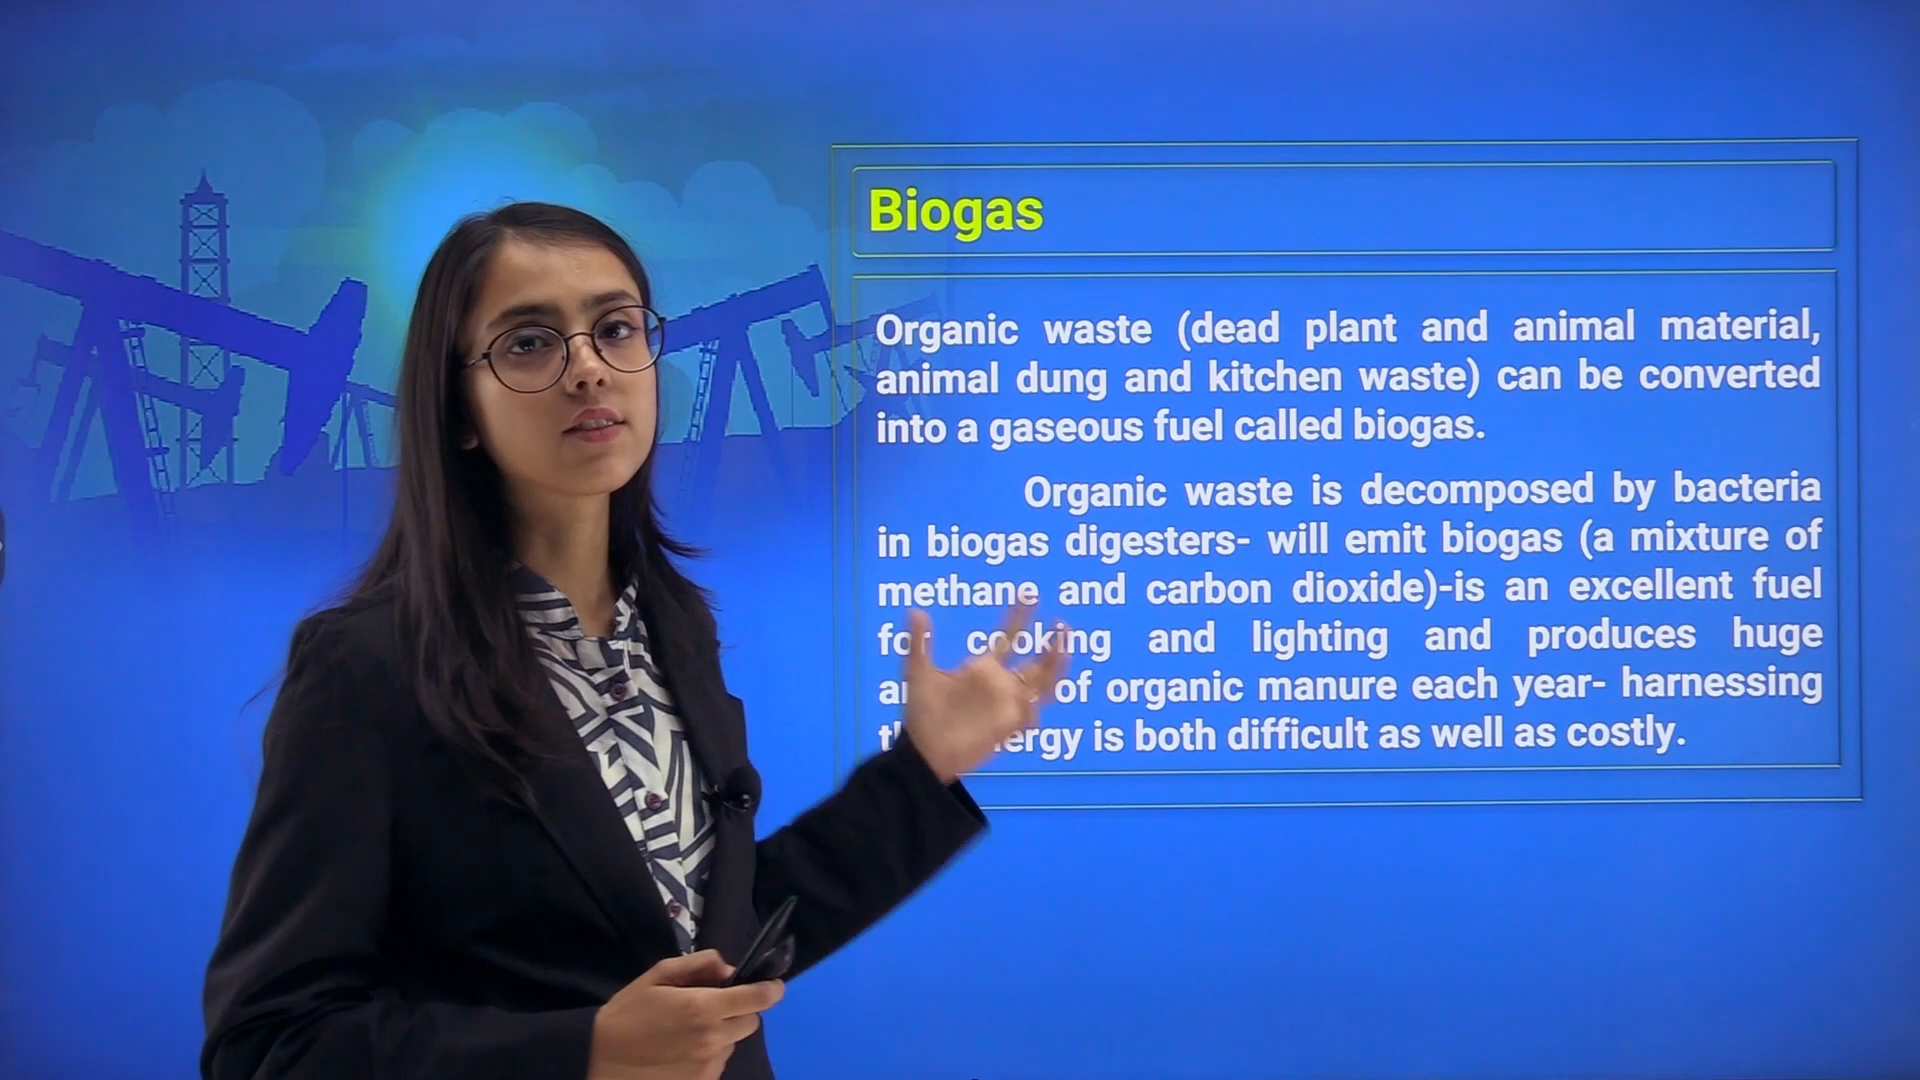 Biogas
Organic waste (dead plant and animal material,
animal dung and kitchen waste) can be converted
into a gaseous fuel called biogas.
Organic waste is decomposed by bacteria
in biogas digesters- will emit biogas (a mixture of
methane and carbon dioxide)-is an excellent fuel
for cooking and lighting and produces huge
of organic manure each year- harnessing
is both difficult as well as costly.